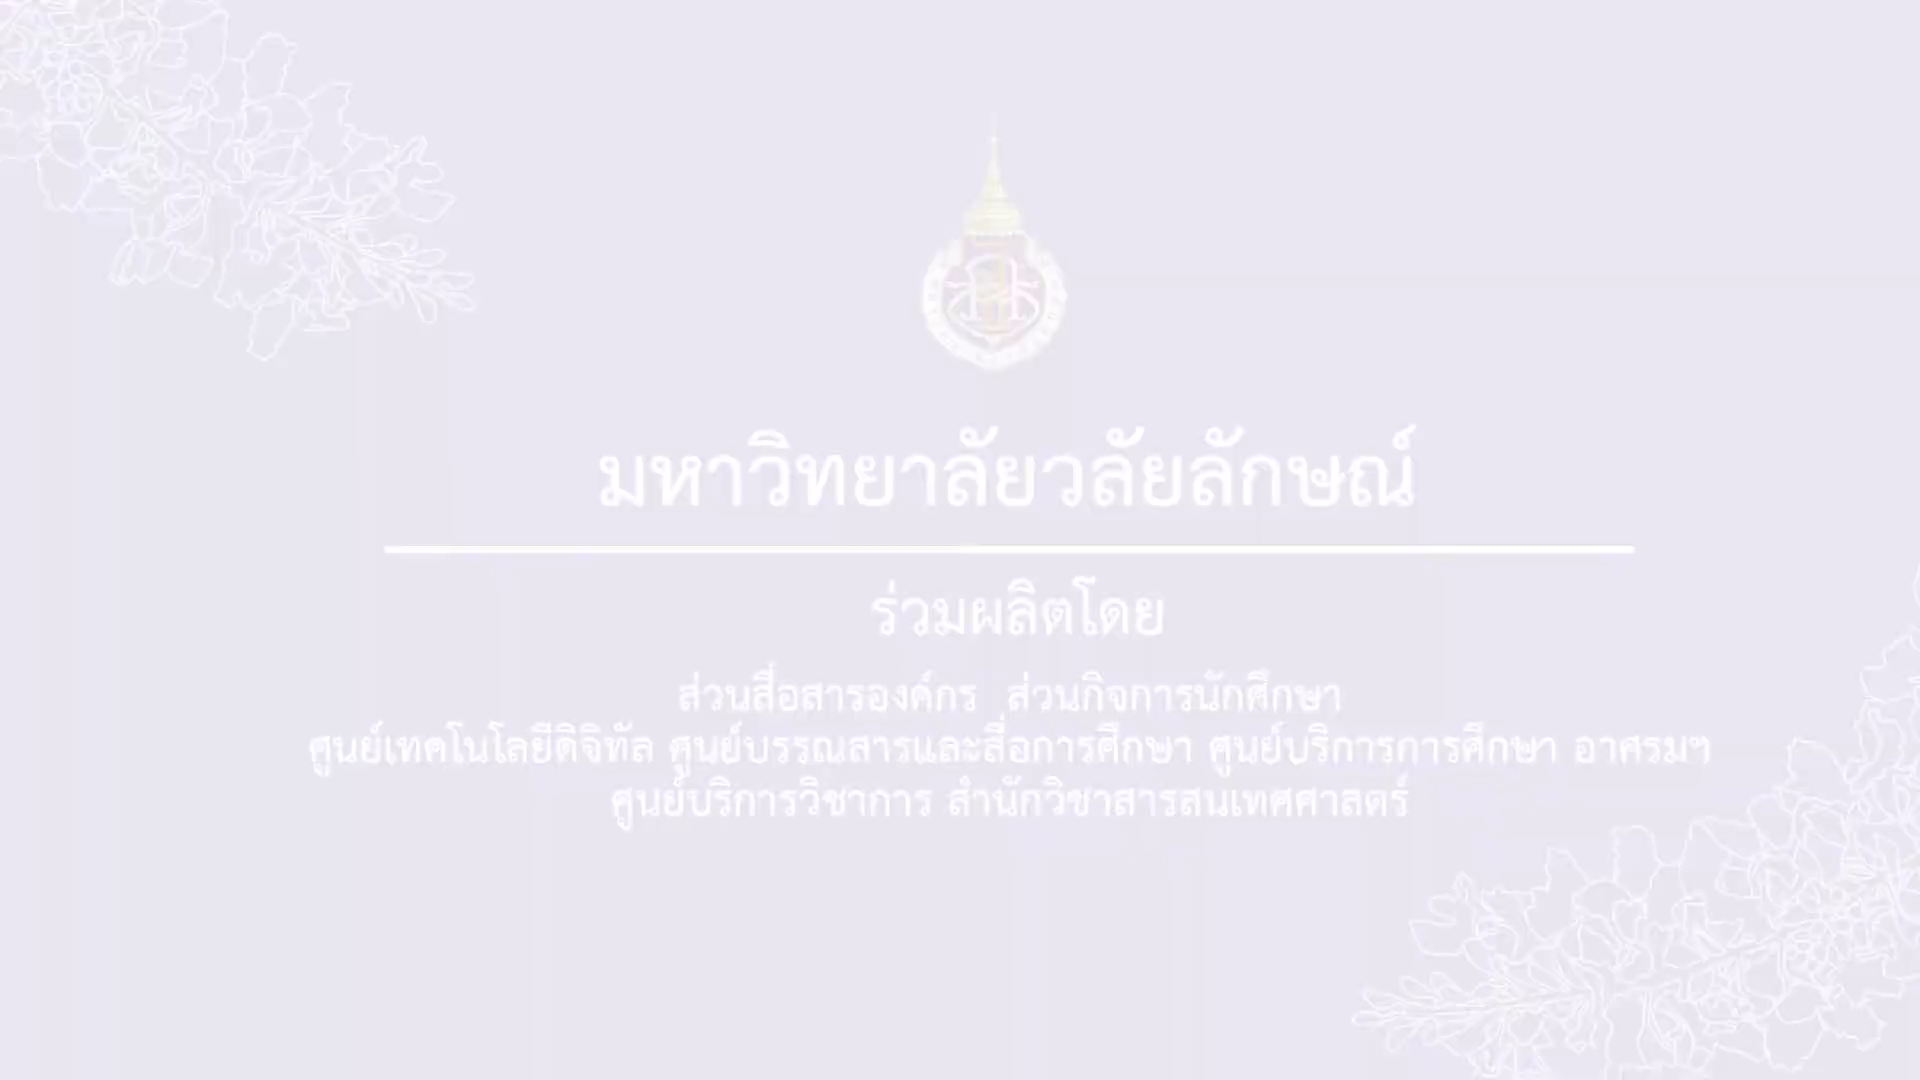 มหาวิทยาลัยวลัยลักษณ์
ร่วมผลิตโดย
ส่วนสื่อสารองค์กร ส่วนกิจการนักศึกษา
ศูนย์เทคโนโลยีดิจิทัล ศูนย์บรรณสารและสื่อการศึกษา ศูนย์บริการการศึกษา อาศรมฯ
ศูนย์บริการวิชาการ สำนักวิชาสารสนเทศศาสตร์